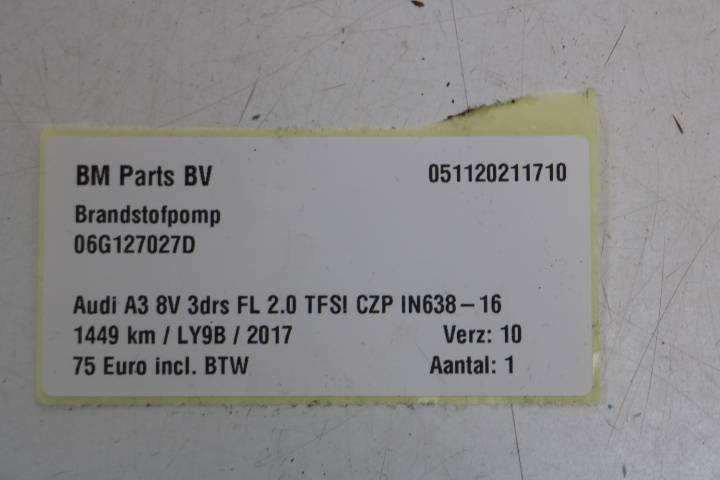 BM Parts BV 051120211710
Brandstofpomp
06G127027D
Audi A3 8V 3drs FL 2.0 TFSI CZP IN638-16
1449 km / LY9B / 2017 Verz: 10
75 Euro incl. BTW Aantal: 1